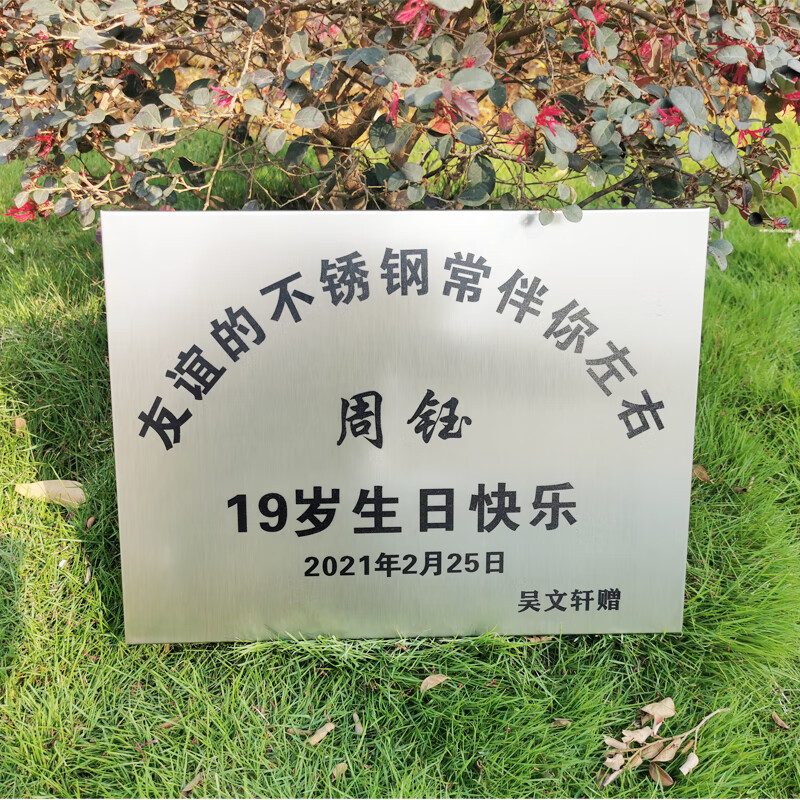 友谊的不锈钢常伴你左右
周钰
19岁生日快乐
2021年2月25日
吴文轩赠